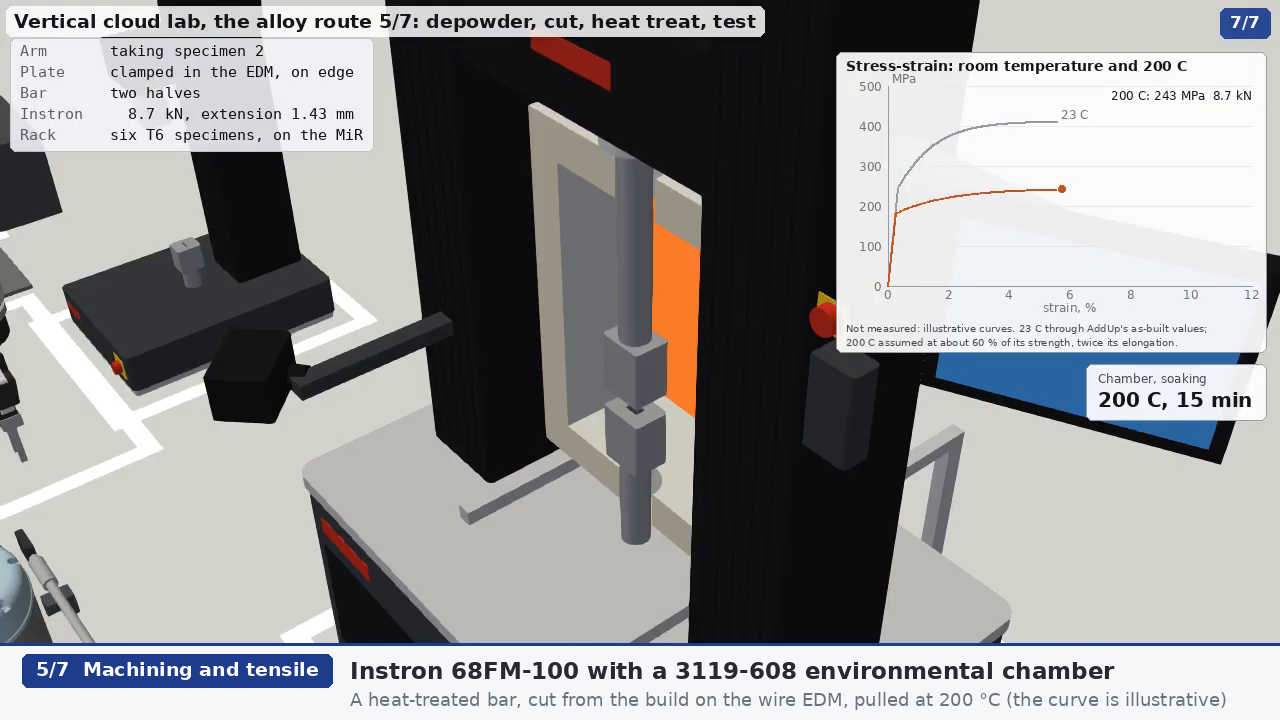 Vertical cloud lab, the alloy route 5/7: depowder, cut, heat treat, test
7/7
Arm taking specimen 2
Plate clamped in the EDM, on edge
Bar two halves
Instron 8.7 kN, extension 1.43 mm
Rack six T6 specimens, on the MiR
Stress-strain: room temperature and 200 C
MPa
200 C: 243 MPa 8.7 kN
500
400
300
200
100
0
23 C
0 2 4 6 8 10 12
strain, %
Not measured: illustrative curves. 23 C through AddUp's as-built values;
200 C assumed at about 60 % of its strength, twice its elongation.
Chamber, soaking
200 C, 15 min
5/7 Machining and tensile
Instron 68FM-100 with a 3119-608 environmental chamber
A heat-treated bar, cut from the build on the wire EDM, pulled at 200 °C (the curve is illustrative)